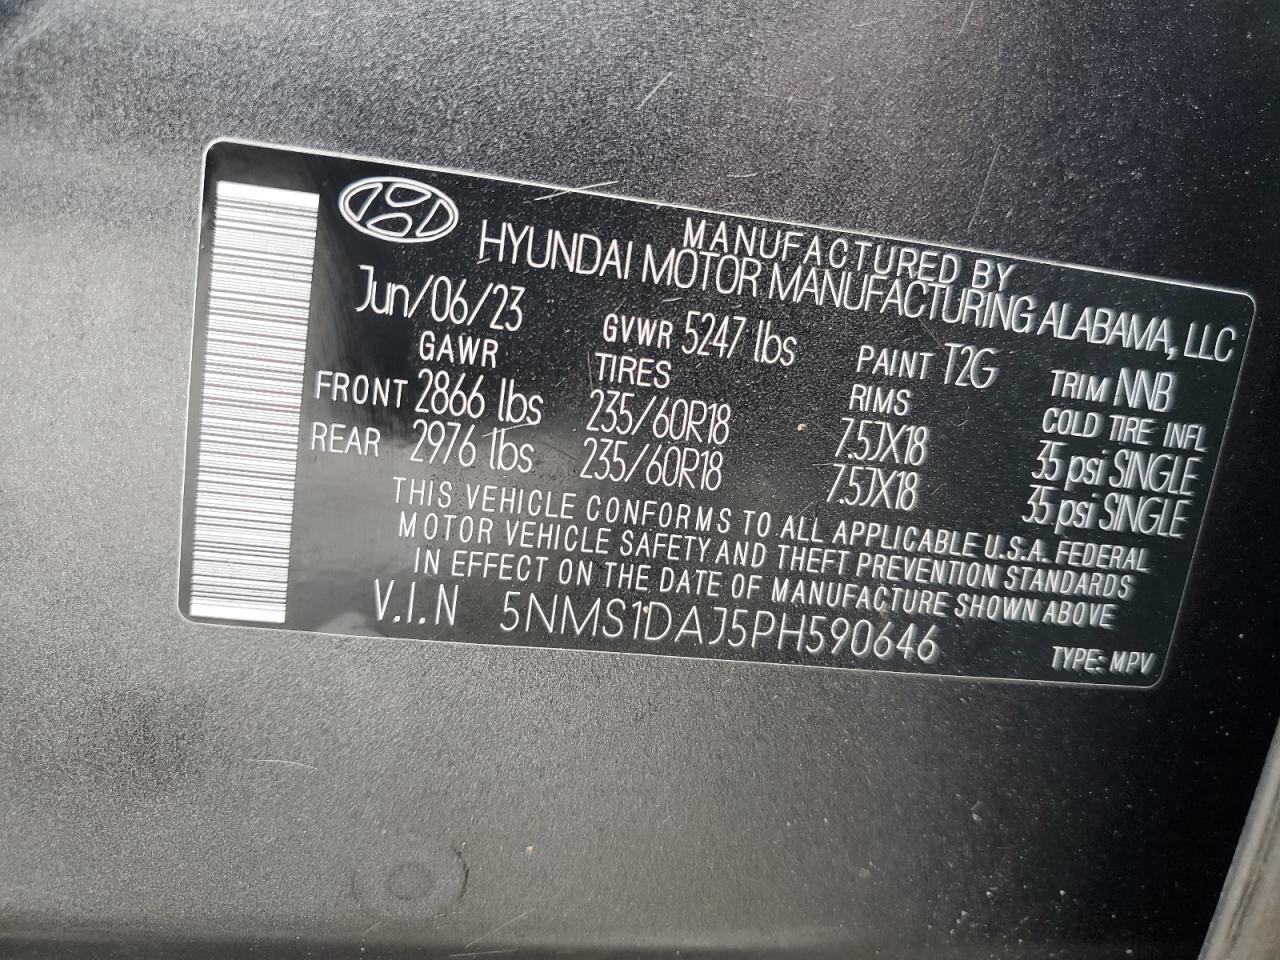 MANUFACTURED BY
HYUNDAI MOTOR MANUFACTURING ALABAMA, LLC
Jun/06/23 GVWR 5247 lbs PAINT T2G TRIM NNB
GAWR TIRES RIMS COLD TIRE INFL
FRONT 2866 lbs 235/60R18 7.5JX18 35 psi SINGLE
REAR 2976 lbs 235/60R18 7.5JX18 35 psi SINGLE
THIS VEHICLE CONFORMS TO ALL APPLICABLE U.S.A. FEDERAL
MOTOR VEHICLE SAFETY AND THEFT PREVENTION STANDARDS
IN EFFECT ON THE DATE OF MANUFACTURE SHOWN ABOVE
V.I.N 5NMS1DAJ5PH590646
TYPE: MPV